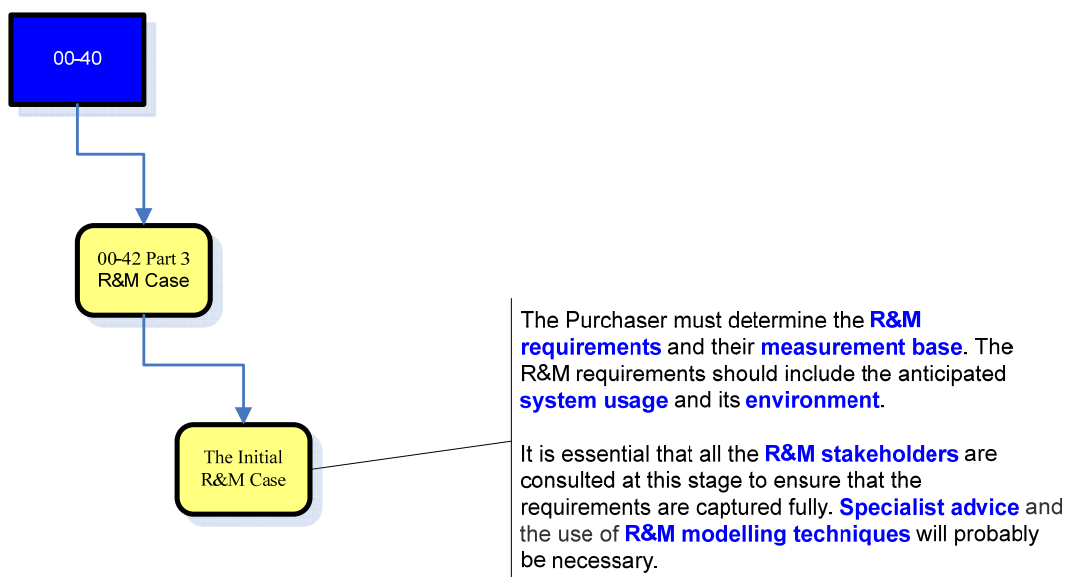 00-40
00-42 Part 3
R&M Case
The Initial
R&M Case
The Purchaser must determine the R&M
requirements and their measurement base. The
R&M requirements should include the anticipated
system usage and its environment.
It is essential that all the R&M stakeholders are
consulted at this stage to ensure that the
requirements are captured fully. Specialist advice and
the use of R&M modelling techniques will probably
be necessary.